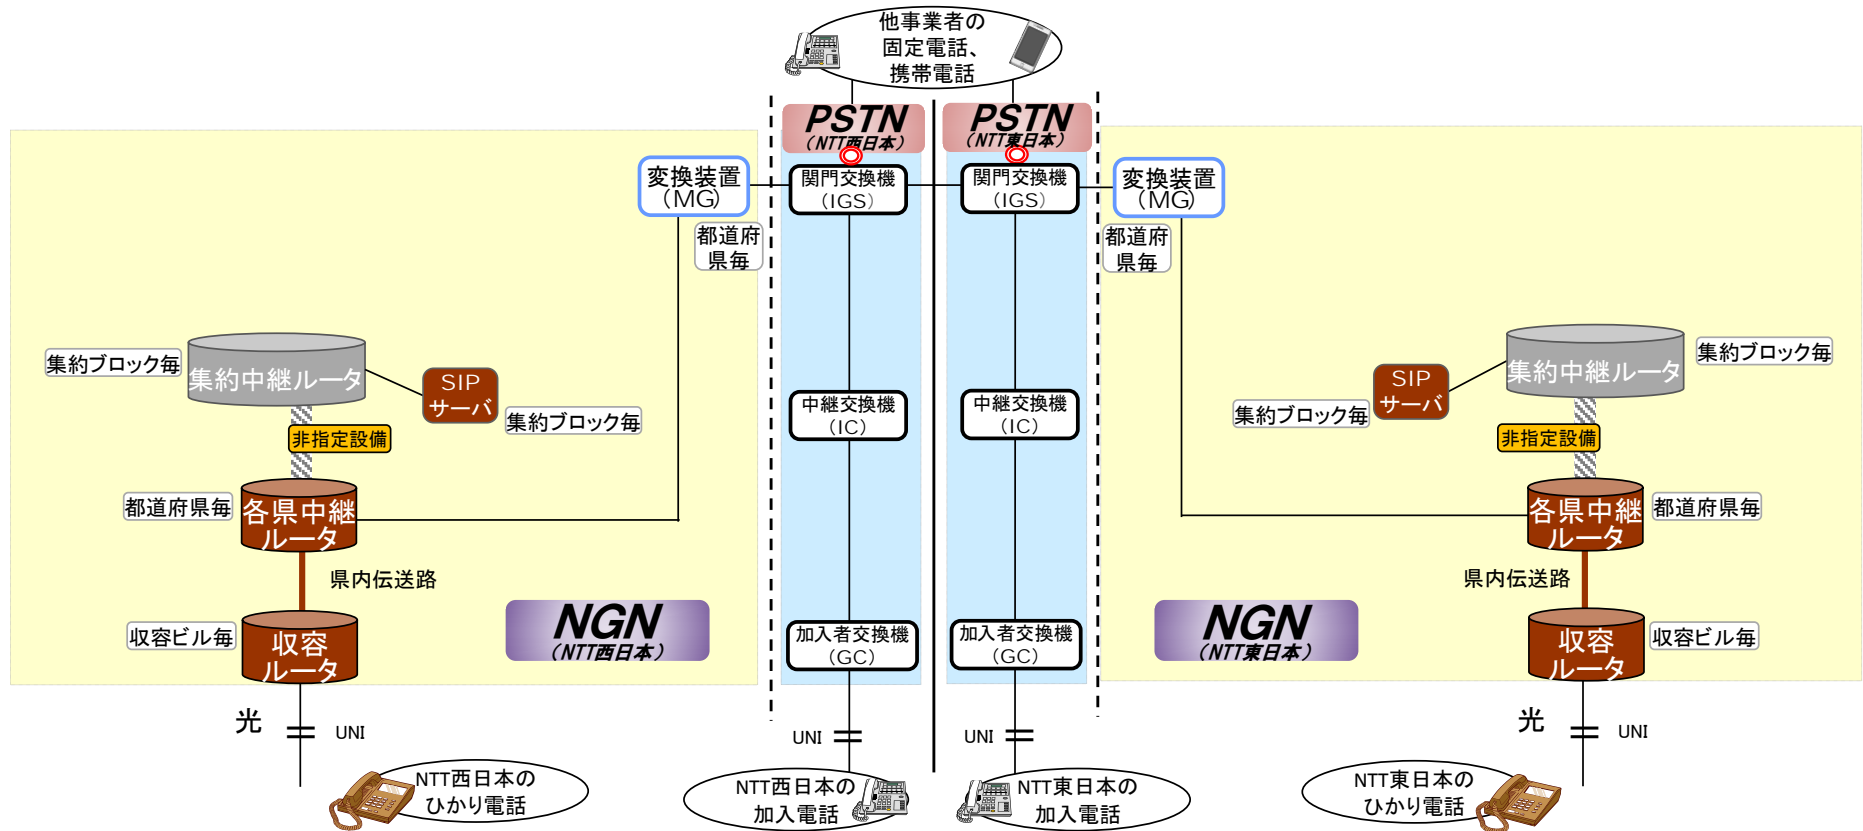 他事業者の
固定電話、
携帯電話
PSTN
（NTT西日本）
PSTN
（NTT東日本）
変換装置
（MG）
関門交換機
（IGS）
関門交換機
（IGS）
変換装置
（MG）
都道府
県毎
都道府
県毎
集約ブロック毎
集約中継ルータ
SIP
サーバ
集約ブロック毎
中継交換機
（IC）
中継交換機
（IC）
集約ブロック毎
SIP
サーバ
集約中継ルータ
集約ブロック毎
非指定設備
非指定設備
都道府県毎
各県中継
ルータ
各県中継
ルータ
都道府県毎
県内伝送路
県内伝送路
収容ビル毎
収容
ルータ
NGN
（NTT西日本）
加入者交換機
（GC）
加入者交換機
（GC）
NGN
（NTT東日本）
収容
ルータ
収容ビル毎
光
UNI
UNI
UNI
光
UNI
NTT西日本の
ひかり電話
NTT西日本の
加入電話
NTT東日本の
加入電話
NTT東日本の
ひかり電話